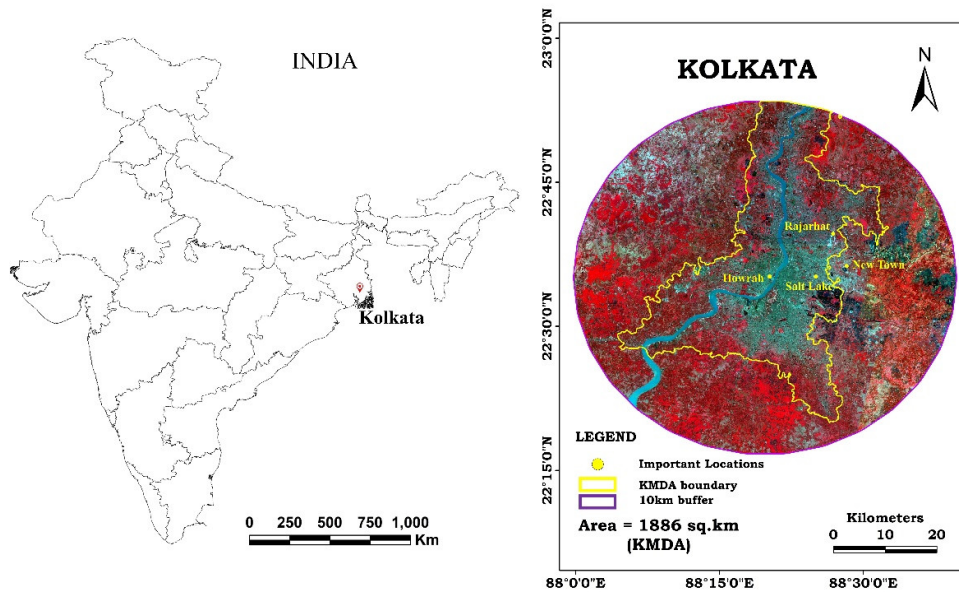 INDIA
Kolkata
0 250 500 750 1,000
Km
KOLKATA
N
23°0'0"N
22°45'0"N
22°30'0"N
22°15'0"N
Rajarhat
New Town
Howrah
Salt Lake
LEGEND
Important Locations
KMDA boundary
10km buffer
Area = 1886 sq.km
(KMDA)
Kilometers
0 10 20
88°0'0"E 88°15'0"E 88°30'0"E